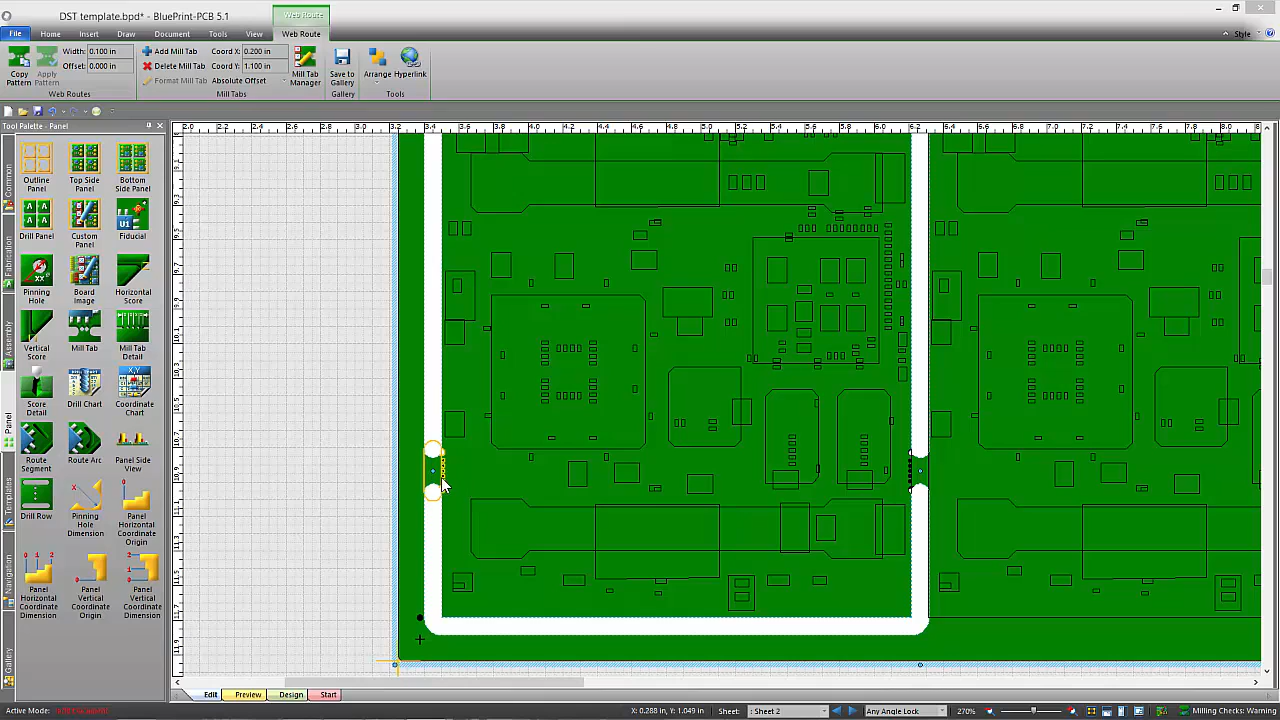 DST template.bpd* - BluePrint-PCB 5.1
Web Route
File Home Insert Draw Document Tools View Web Route
Style
Copy Pattern
Apply Pattern
Width: 0.100 in
Offset: 0.000 in
Web Routes
Add Mill Tab
Delete Mill Tab
Format Mill Tab
Coord X: 0.200 in
Coord Y: 1.100 in
Absolute Offset
Mill Tab Manager
Mill Tabs
Save to Gallery
Gallery
Arrange Hyperlink
Tools
Tool Palette - Panel
Common
Fabrication
Assembly
Panel
Templates
Navigation
Gallery
Outline Panel
Top Side Panel
Bottom Side Panel
Drill Panel
Custom Panel
Fiducial
Pinning Hole
Board Image
Horizontal Score
Vertical Score
Mill Tab
Mill Tab Detail
Score Detail
Drill Chart
Coordinate Chart
Route Segment
Route Arc
Panel Side View
Drill Row
Pinning Hole Dimension
Panel Horizontal Coordinate Origin
Panel Horizontal Coordinate Dimension
Panel Vertical Coordinate Origin
Panel Vertical Coordinate Dimension
Edit Preview Design Start
Active Mode:
X: 0.288 in, Y: 1.049 in
Sheet: : Sheet 2
Any Angle Lock
270%
Milling Checks: Warning